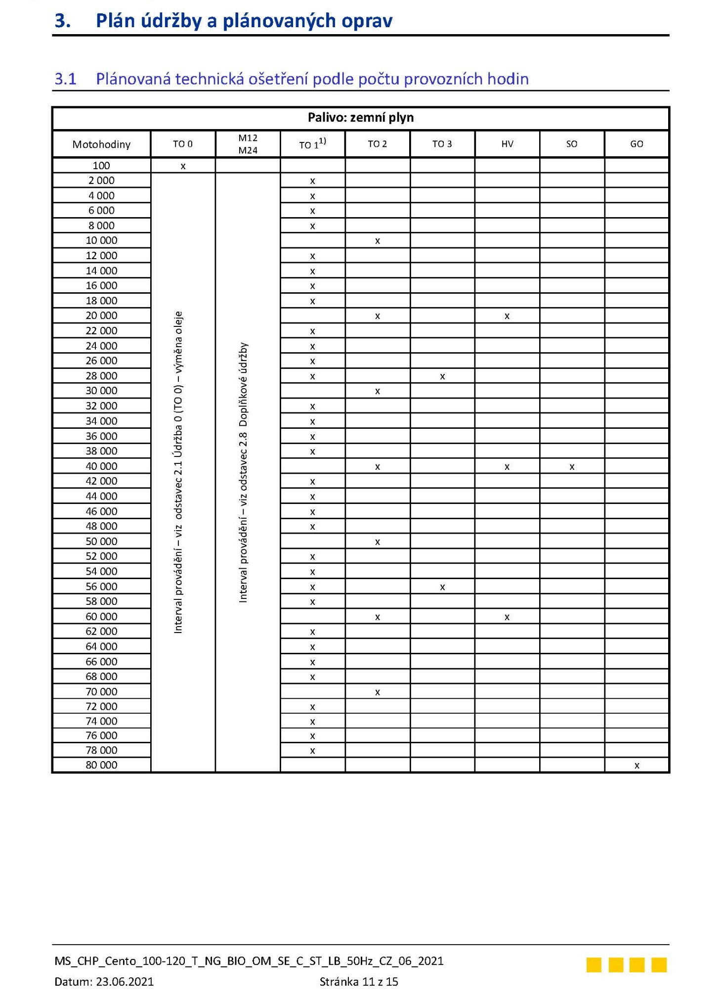 3. Plán údržby a plánovaných oprav
3.1 Plánovaná technická ošetření podle počtu provozních hodin
Palivo: zemní plyn
Motohodiny TO 0 M12 M24 TO 1¹⁾ TO 2 TO 3 HV SO GO
100 x
2 000 x
4 000 x
6 000 x
8 000 x
10 000 x
12 000 x
14 000 x
16 000 x
18 000 x
20 000 x x
22 000 x
24 000 x
26 000 x
28 000 x x
30 000 x
32 000 x
34 000 x
36 000 x
38 000 x
40 000 x x x
42 000 x
44 000 x
46 000 x
48 000 x
50 000 x
52 000 x
54 000 x
56 000 x x
58 000 x
60 000 x x
62 000 x
64 000 x
66 000 x
68 000 x
70 000 x
72 000 x
74 000 x
76 000 x
78 000 x
80 000 x
Interval provádění – viz odstavec 2.1 Údržba 0 (TO 0) – výměna oleje
Interval provádění – viz odstavec 2.8 Doplňkové údržby
MS_CHP_Cento_100-120_T_NG_BIO_OM_SE_C_ST_LB_50Hz_CZ_06_2021
Datum: 23.06.2021 Stránka 11 z 15